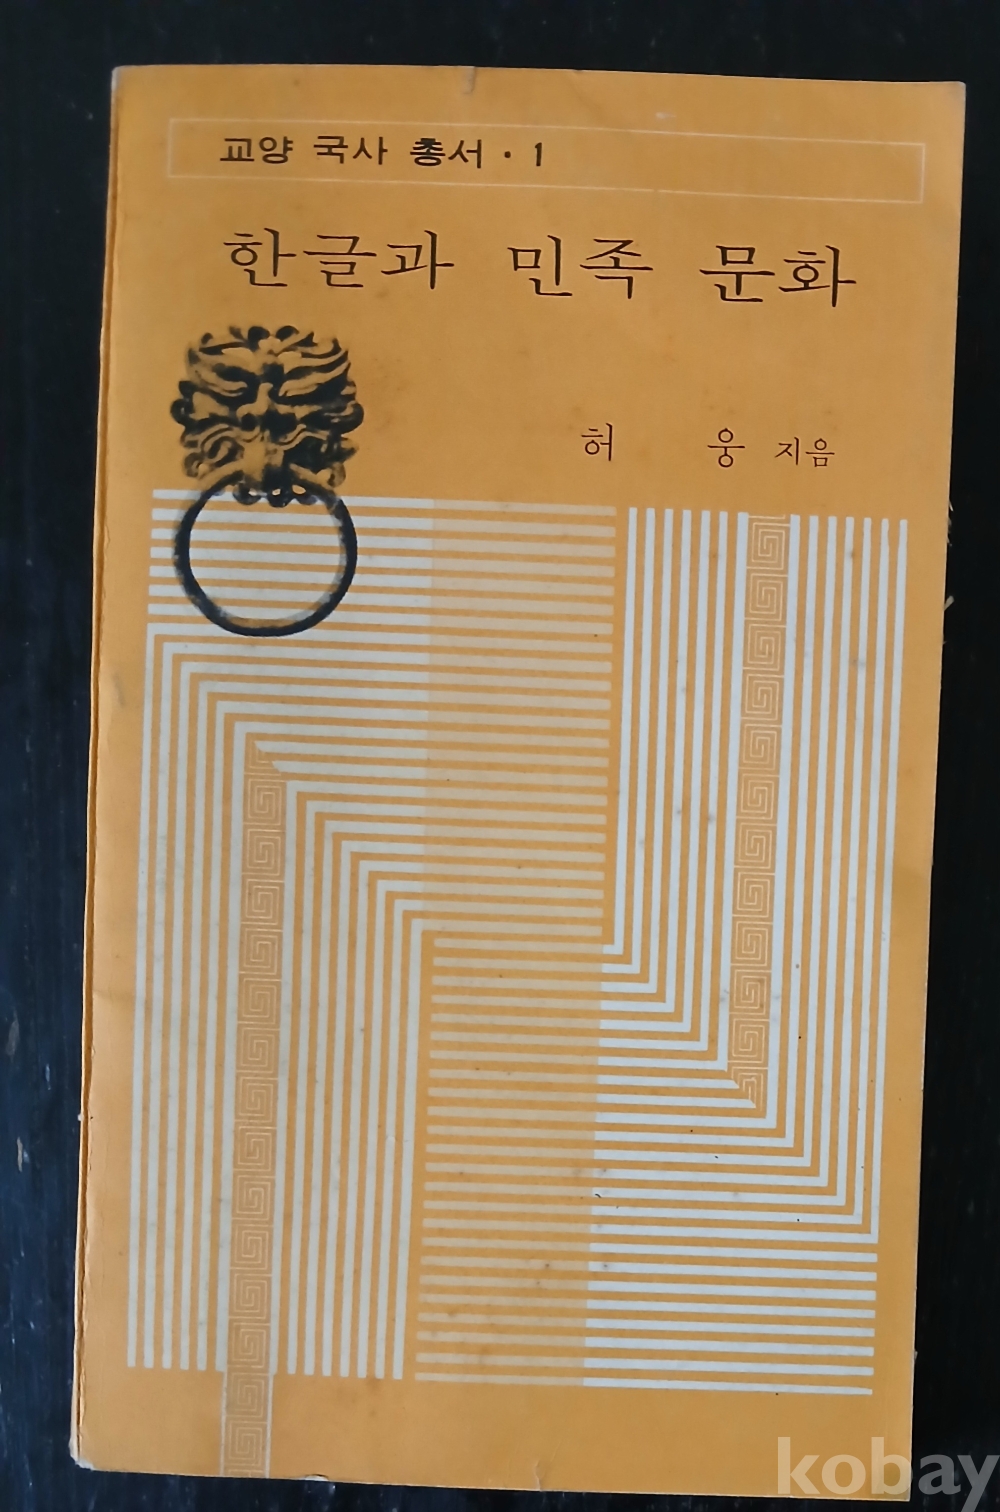 교양 국사 총서 · 1
한글과 민족 문화
허 웅 지음
kobay